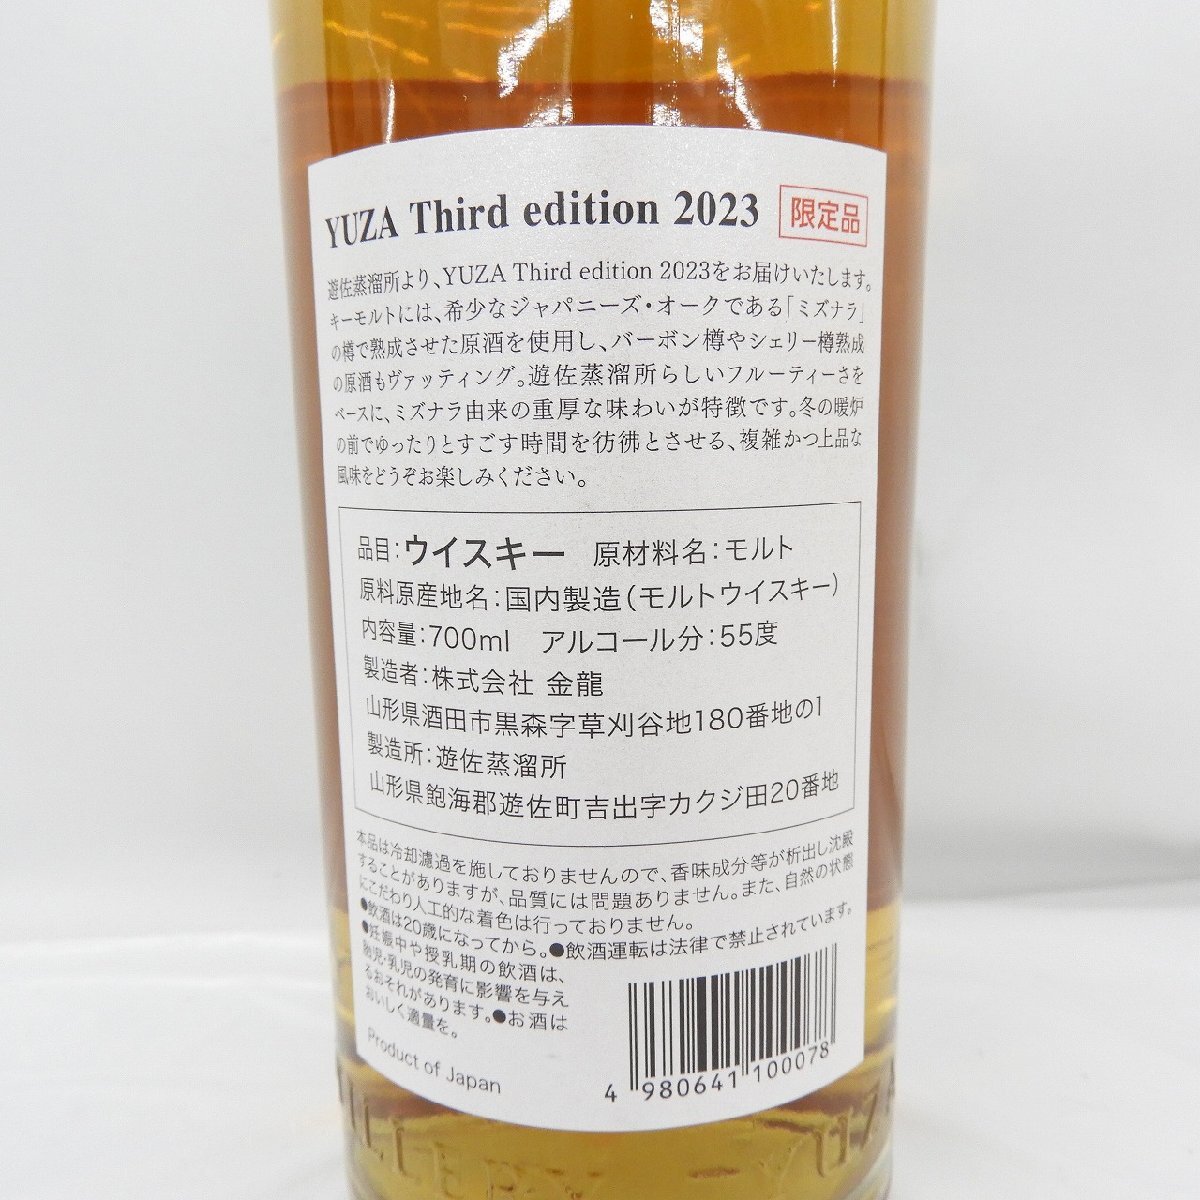 YUZA Third edition 2023 限定品
遊佐蒸溜所より、YUZA Third edition 2023をお届けいたします。
キーモルトには、希少なジャパニーズ・オークである「ミズナラ」
の樽で熟成させた原酒を使用し、バーボン樽やシェリー樽熟成
の原酒もヴァッティング。遊佐蒸溜所らしいフルーティーさを
ベースに、ミズナラ由来の重厚な味わいが特徴です。冬の暖炉
の前でゆったりとすごす時間を彷彿とさせる、複雑かつ上品な
風味をどうぞお楽しみください。
品目:ウイスキー 原材料名:モルト
原料原産地名:国内製造(モルトウイスキー)
内容量:700ml アルコール分:55度
製造者:株式会社 金龍
山形県酒田市黒森字草刈谷地180番地の1
製造所:遊佐蒸溜所
山形県飽海郡遊佐町吉出字カクジ田20番地
本品は冷却濾過を施しておりませんので、香味成分等が析出し沈殿
することがありますが、品質には問題ありません。また、自然の状態
にこだわり人工的な着色は行っておりません。
●飲酒は20歳になってから。●飲酒運転は法律で禁止されています。
●妊娠中や授乳期の飲酒は、
胎児・乳児の発育に影響を与え
るおそれがあります。●お酒は
おいしく適量を。
Product of Japan
4 980641 100078
ILLERY YUZA